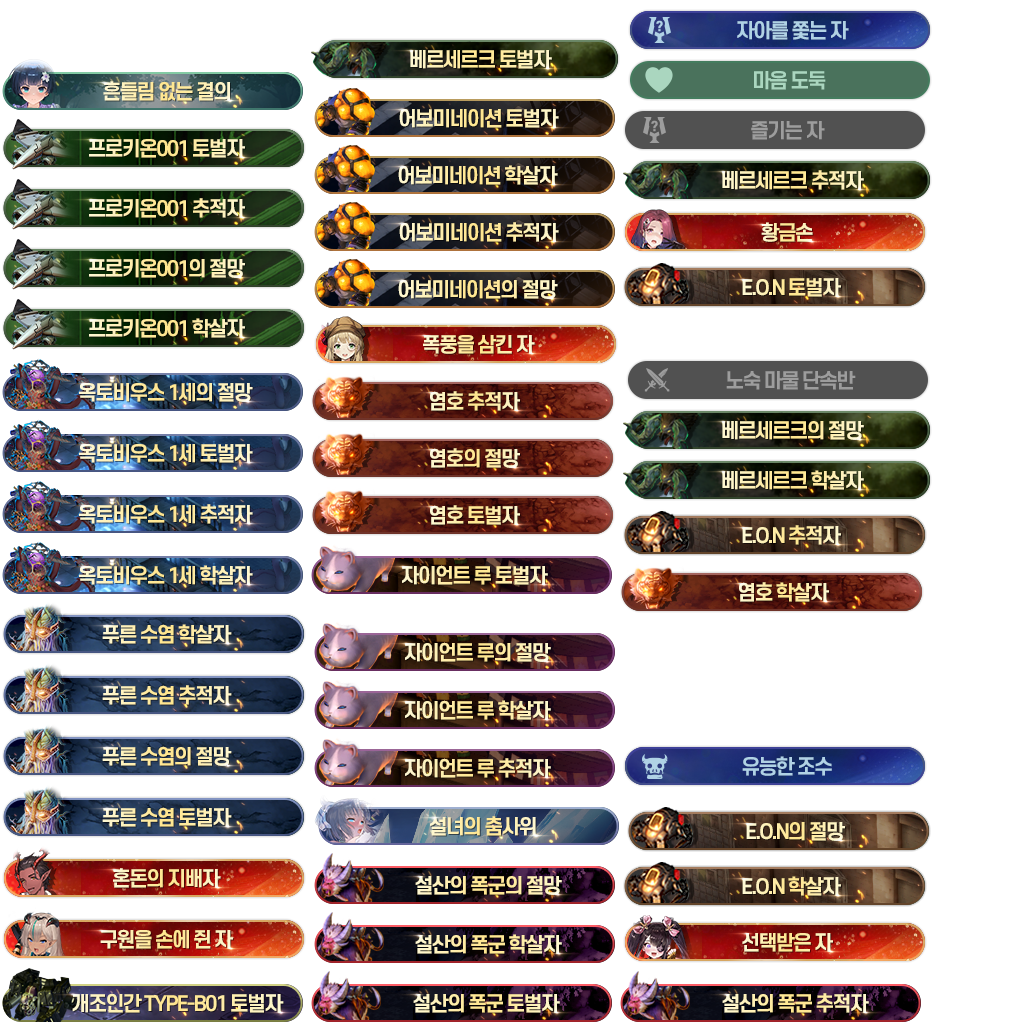 흔들림 없는 결의
프로키온001 토벌자
프로키온001 추적자
프로키온001의 절망
프로키온001 학살자
옥토비우스 1세의 절망
옥토비우스 1세 토벌자
옥토비우스 1세 추적자
옥토비우스 1세 학살자
푸른 수염 학살자
푸른 수염 추적자
푸른 수염의 절망
푸른 수염 토벌자
혼돈의 지배자
구원을 손에 쥔 자
개조인간 TYPE-B01 토벌자
베르세르크 토벌자
어보미네이션 토벌자
어보미네이션 학살자
어보미네이션 추적자
어보미네이션의 절망
폭풍을 삼킨 자
염호 추적자
염호의 절망
염호 토벌자
자이언트 루 토벌자
자이언트 루의 절망
자이언트 루 학살자
자이언트 루 추적자
설녀의 춤사위
설산의 폭군의 절망
설산의 폭군 학살자
설산의 폭군 토벌자
자아를 쫓는 자
마음 도둑
즐기는 자
베르세르크 추적자
황금손
E.O.N 토벌자
노숙 마물 단속반
베르세르크의 절망
베르세르크 학살자
E.O.N 추적자
염호 학살자
유능한 조수
E.O.N의 절망
E.O.N 학살자
선택받은 자
설산의 폭군 추적자